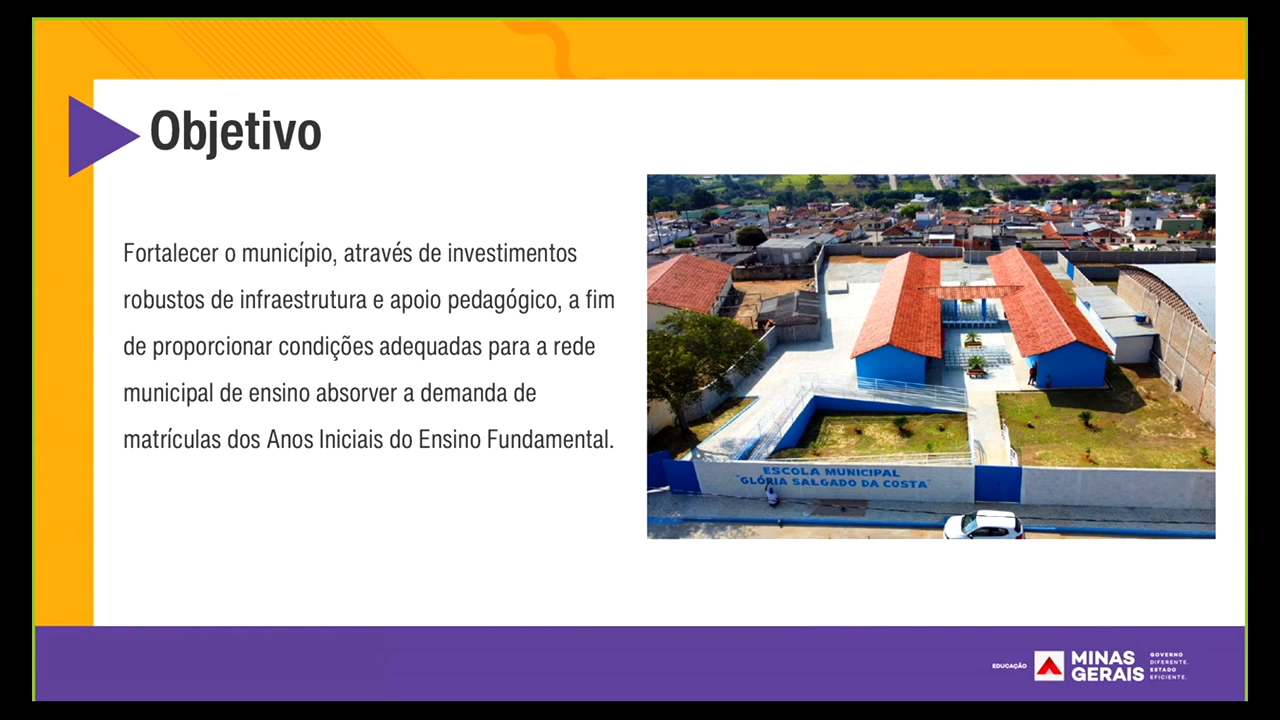 Objetivo
Fortalecer o município, através de investimentos
robustos de infraestrutura e apoio pedagógico, a fim
de proporcionar condições adequadas para a rede
municipal de ensino absorver a demanda de
matrículas dos Anos Iniciais do Ensino Fundamental.
ESCOLA MUNICIPAL
"GLÓRIA SALGADO DA COSTA"
EDUCAÇÃO
MINAS
GERAIS
GOVERNO
DIFERENTE.
ESTADO
EFICIENTE.